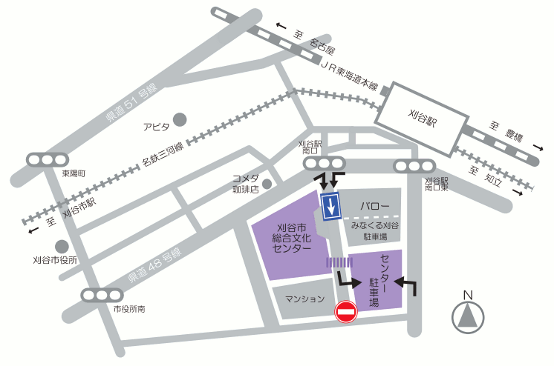 至 名古屋
JR東海道本線
県道51号線
アピタ
刈谷駅
至 豊橋
名鉄三河線
刈谷駅
南口
東陽町
コメダ
珈琲店
刈谷駅
南口東
至 知立
至 刈谷市駅
バロー
みなくる刈谷
駐車場
刈谷市
総合文化
センター
刈谷市役所
県道48号線
センター
駐車場
マンション
市役所南
N